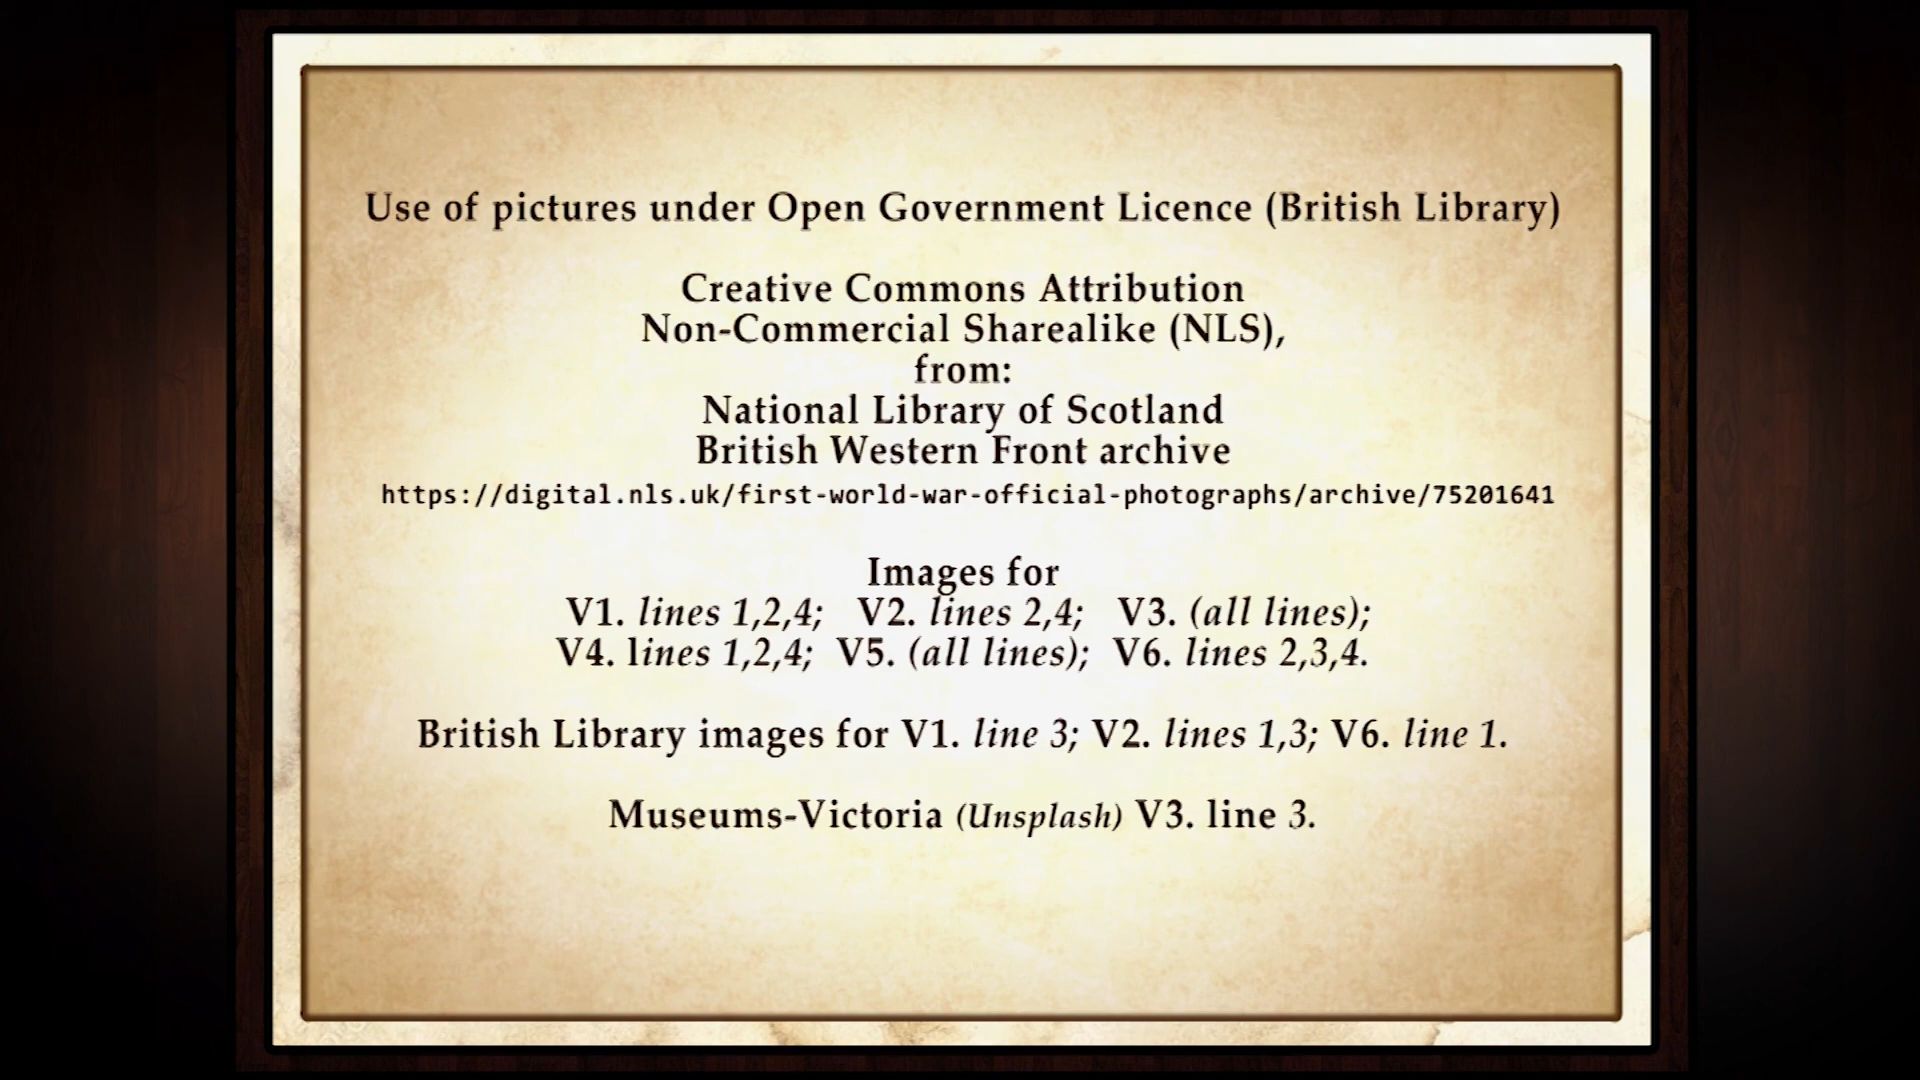 Use of pictures under Open Government Licence (British Library)
Creative Commons Attribution
Non-Commercial Sharealike (NLS),
from:
National Library of Scotland
British Western Front archive
https://digital.nls.uk/first-world-war-official-photographs/archive/75201641
Images for
V1. lines 1,2,4; V2. lines 2,4; V3. (all lines);
V4. lines 1,2,4; V5. (all lines); V6. lines 2,3,4.
British Library images for V1. line 3; V2. lines 1,3; V6. line 1.
Museums-Victoria (Unsplash) V3. line 3.